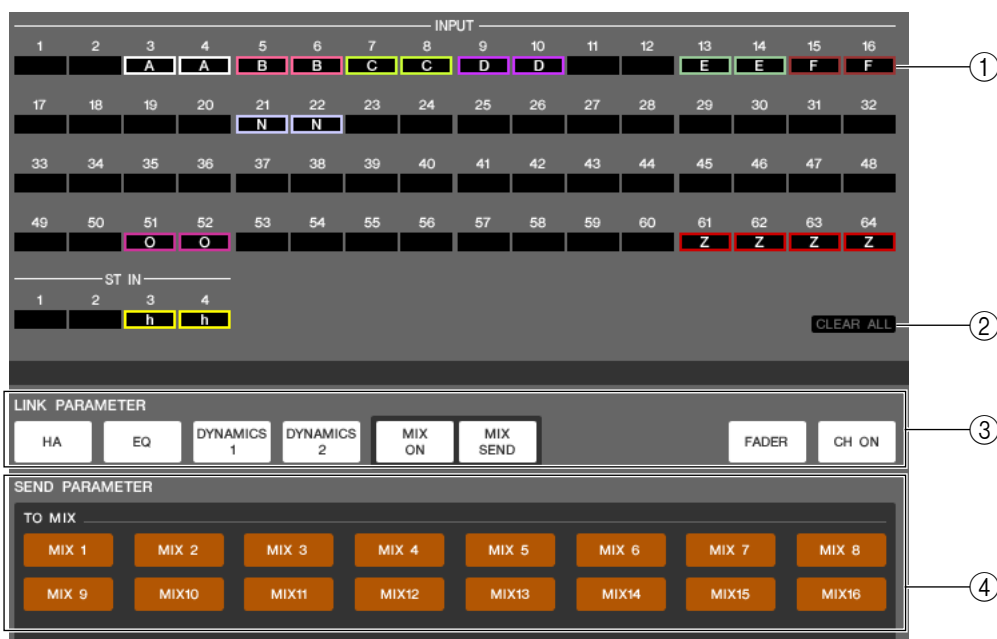 INPUT
1 2 3 4 5 6 7 8 9 10 11 12 13 14 15 16
A A B B C C D D E E F F
1
17 18 19 20 21 22 23 24 25 26 27 28 29 30 31 32
N N
33 34 35 36 37 38 39 40 41 42 43 44 45 46 47 48
49 50 51 52 53 54 55 56 57 58 59 60 61 62 63 64
O O Z Z Z Z
ST IN
1 2 3 4
h h
CLEAR ALL
2
LINK PARAMETER
HA EQ DYNAMICS 1 DYNAMICS 2 MIX ON MIX SEND FADER CH ON
3
SEND PARAMETER
TO MIX
MIX 1 MIX 2 MIX 3 MIX 4 MIX 5 MIX 6 MIX 7 MIX 8
MIX 9 MIX10 MIX11 MIX12 MIX13 MIX14 MIX15 MIX16
4